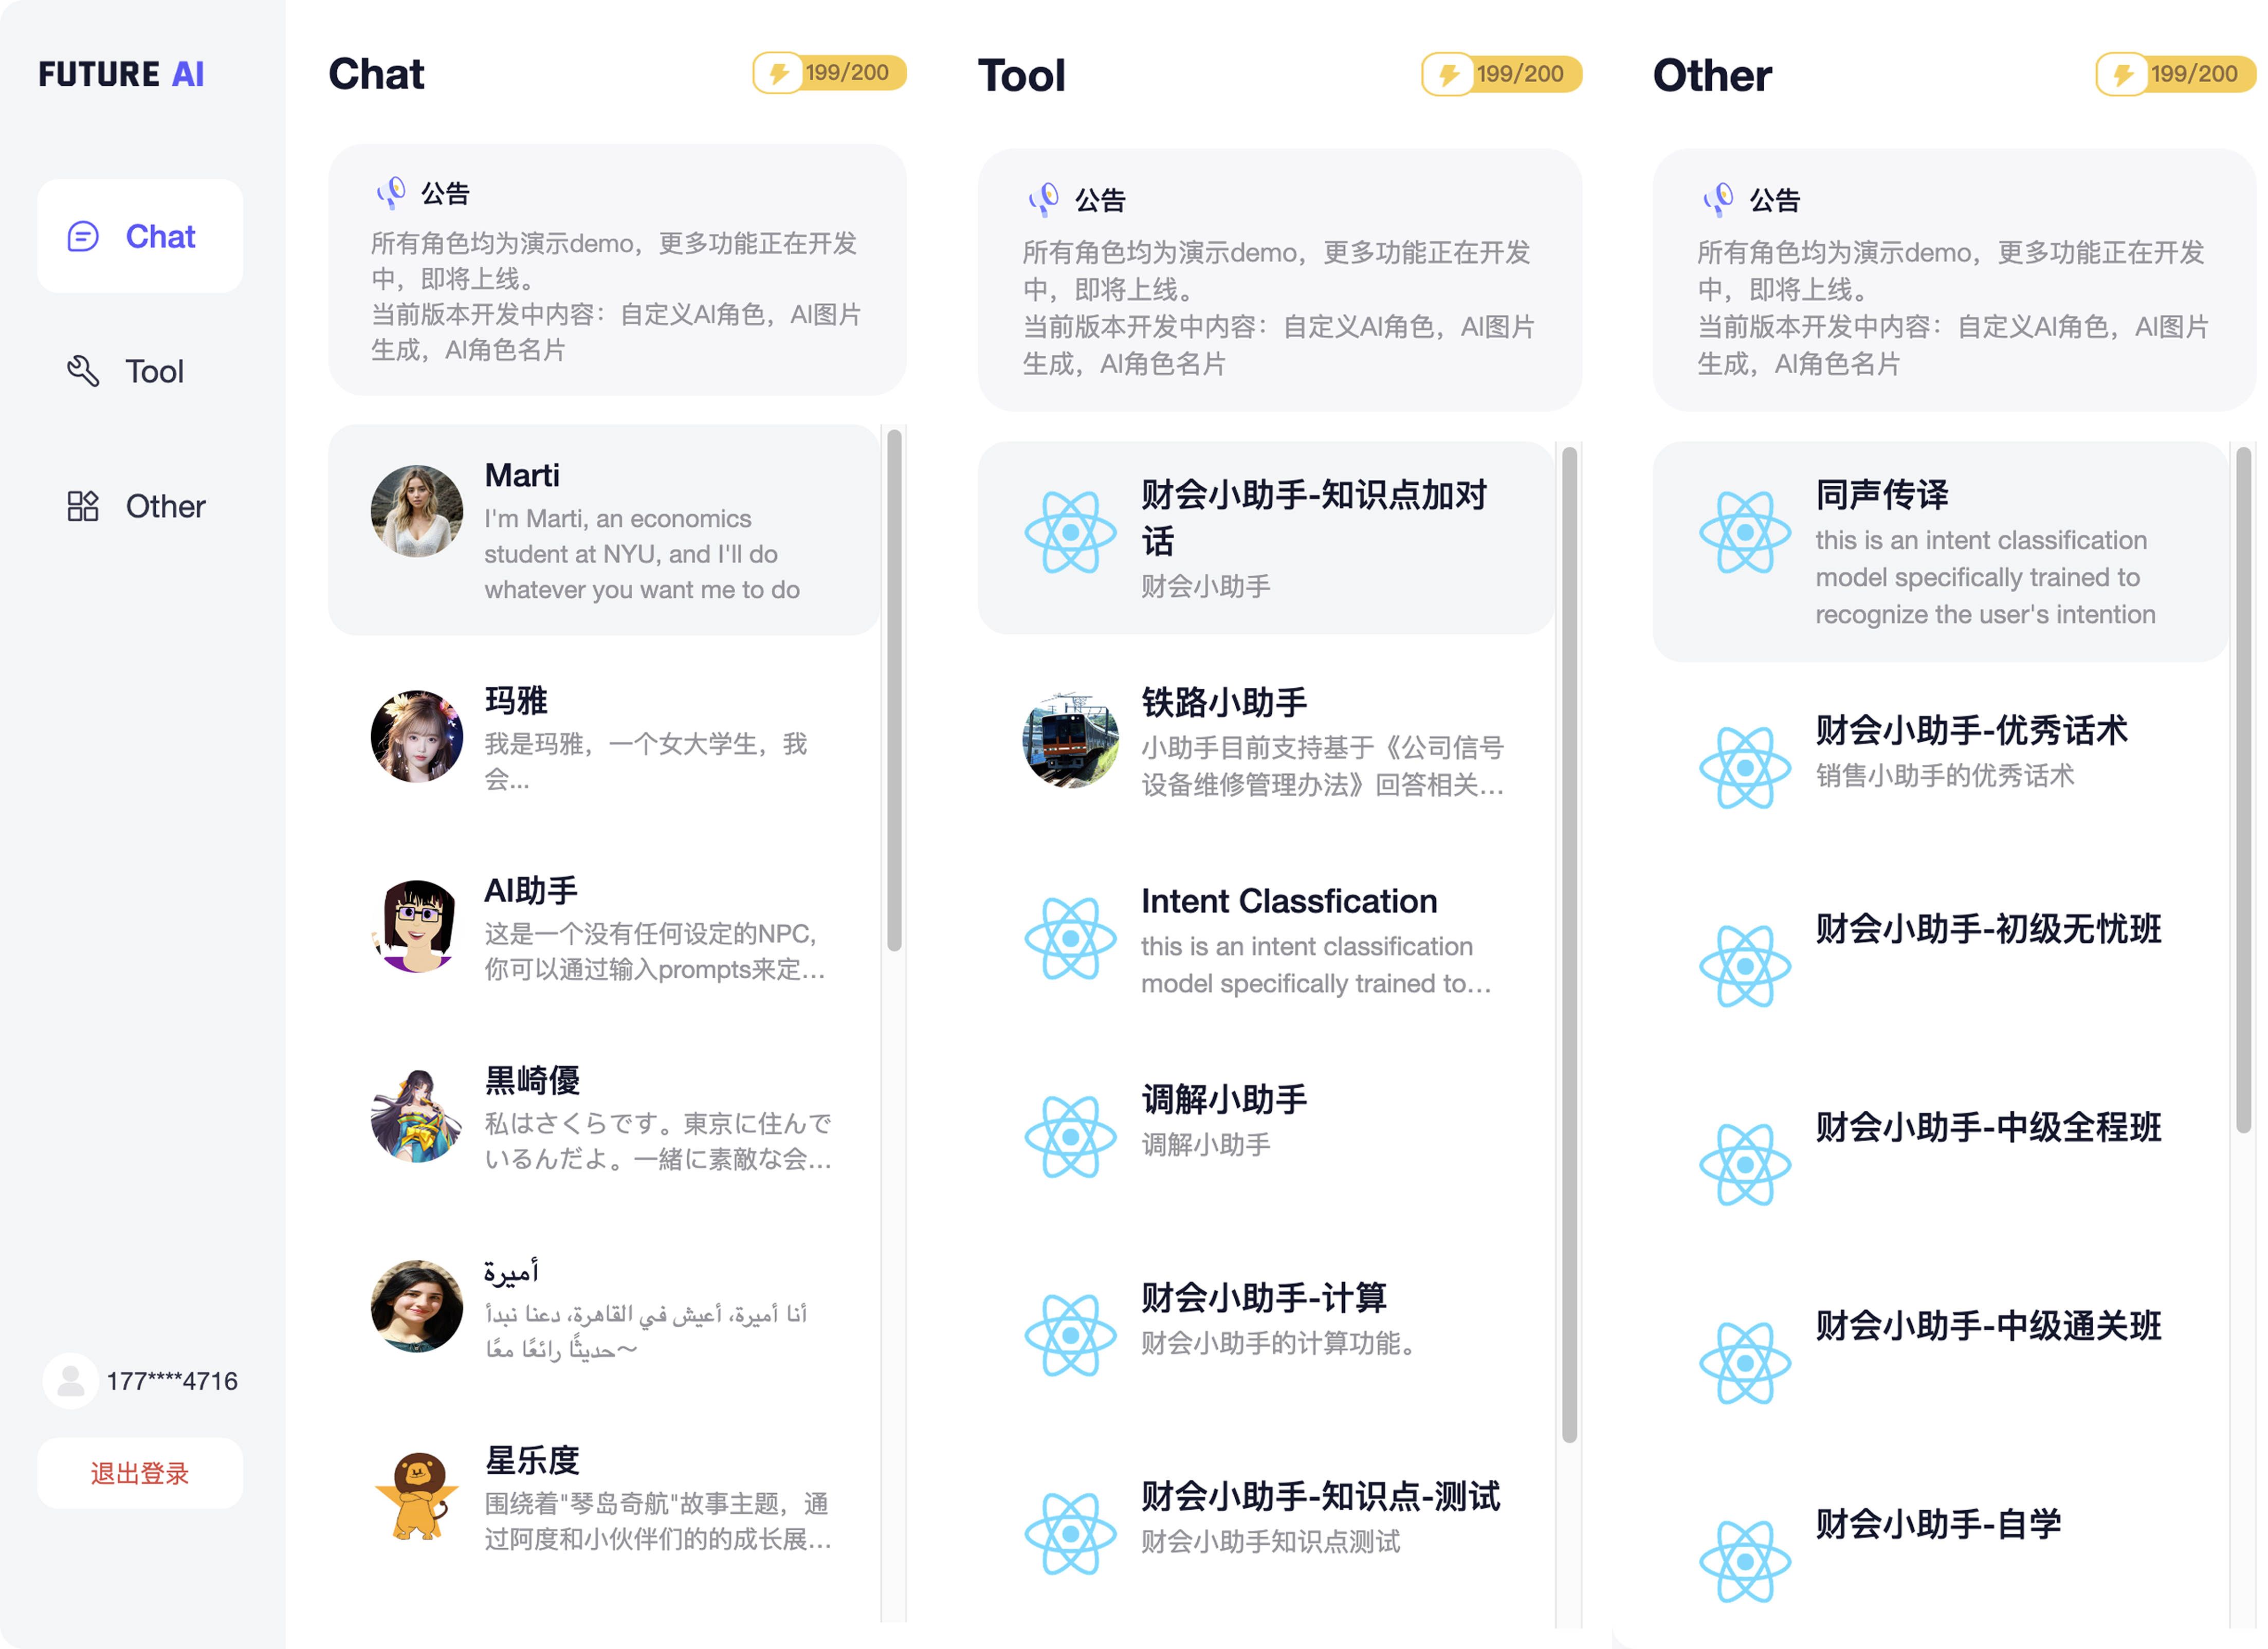 FUTURE AI
Chat
Tool
Other
177****4716
退出登录
Chat
199/200
公告
所有角色均为演示demo，更多功能正在开发
中，即将上线。
当前版本开发中内容：自定义AI角色，AI图片
生成，AI角色名片
Marti
I'm Marti, an economics
student at NYU, and I'll do
whatever you want me to do
玛雅
我是玛雅，一个女大学生，我
会...
AI助手
这是一个没有任何设定的NPC,
你可以通过输入prompts来定...
黒崎優
私はさくらです。東京に住んで
いるんだよ。一緒に素敵な会...
أميرة
أنا أميرة، أعيش في القاهرة، دعنا نبدأ
حديثًا رائعًا معًا~
星乐度
围绕着"琴岛奇航"故事主题，通
过阿度和小伙伴们的的成长展...
Tool
199/200
公告
所有角色均为演示demo，更多功能正在开发
中，即将上线。
当前版本开发中内容：自定义AI角色，AI图片
生成，AI角色名片
财会小助手-知识点加对
话
财会小助手
铁路小助手
小助手目前支持基于《公司信号
设备维修管理办法》回答相关...
Intent Classfication
this is an intent classification
model specifically trained to...
调解小助手
调解小助手
财会小助手-计算
财会小助手的计算功能。
财会小助手-知识点-测试
财会小助手知识点测试
Other
199/200
公告
所有角色均为演示demo，更多功能正在开发
中，即将上线。
当前版本开发中内容：自定义AI角色，AI图片
生成，AI角色名片
同声传译
this is an intent classification
model specifically trained to
recognize the user's intention
财会小助手-优秀话术
销售小助手的优秀话术
财会小助手-初级无忧班
财会小助手-中级全程班
财会小助手-中级通关班
财会小助手-自学